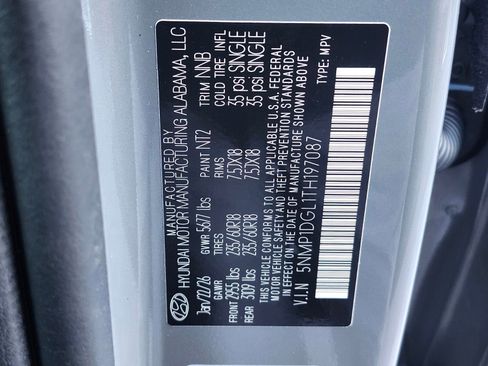 MANUFACTURED BY
HYUNDAI MOTOR MANUFACTURING ALABAMA, LLC
Jan/22/26 GVWR 5677 lbs PAINT NT2 TRIM NNB
GAWR TIRES RIMS COLD TIRE INFL
FRONT 2955 lbs 235/60R18 7.5JX18 35 psi SINGLE
REAR 3109 lbs 235/60R18 7.5JX18 35 psi SINGLE
THIS VEHICLE CONFORMS TO ALL APPLICABLE U.S.A. FEDERAL
MOTOR VEHICLE SAFETY AND BUMPER AND THEFT PREVENTION
STANDARDS IN EFFECT ON THE DATE OF MANUFACTURE SHOWN ABOVE
V.I.N 5NMP1DGL1TH197087 TYPE: MPV